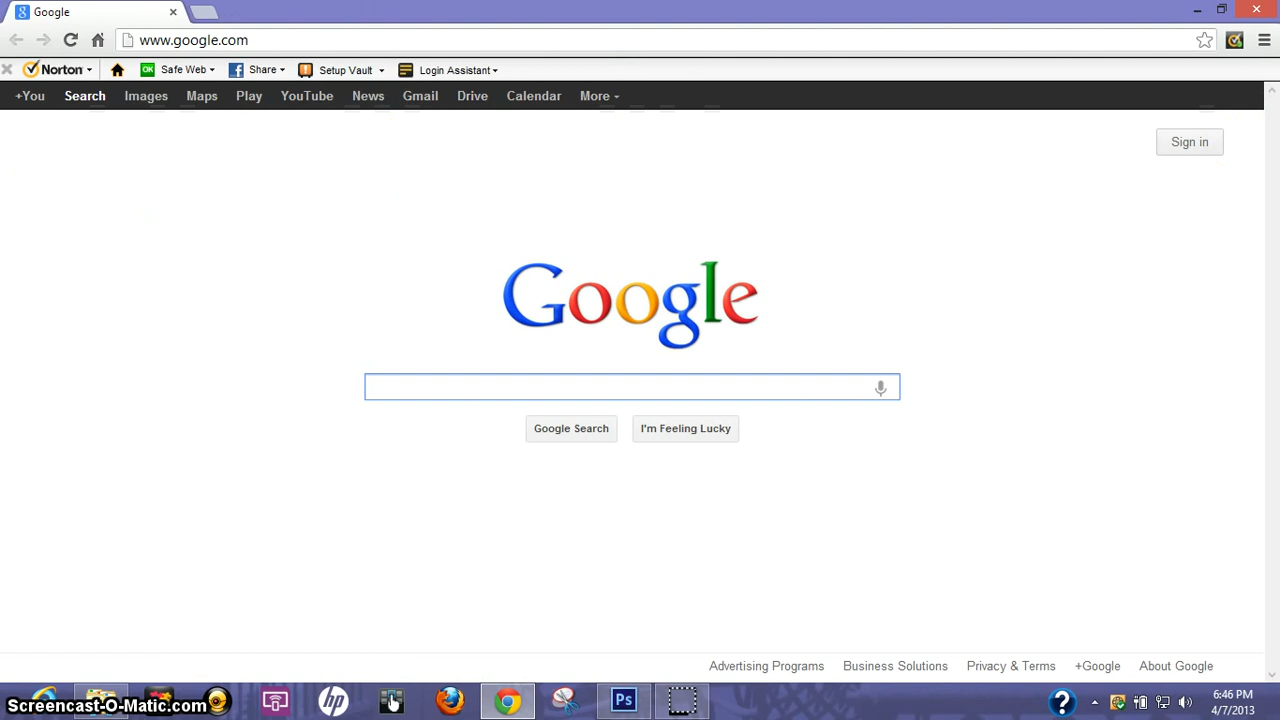 Google
www.google.com
Norton Safe Web Share Setup Vault Login Assistant
+You Search Images Maps Play YouTube News Gmail Drive Calendar More
Sign in
Google
Google Search I'm Feeling Lucky
Advertising Programs Business Solutions Privacy & Terms +Google About Google
Screencast-O-Matic.com
6:46 PM
4/7/2013